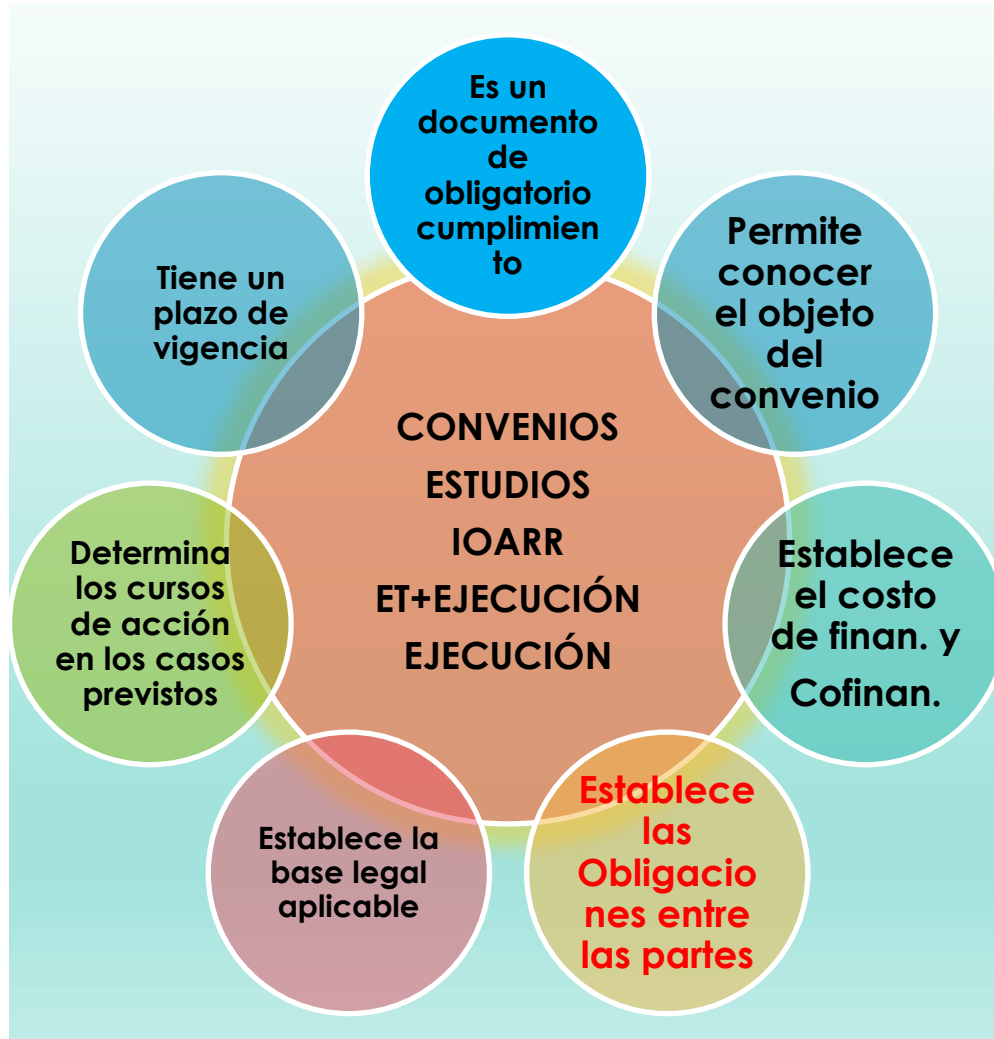 Es un
documento
de
obligatorio
cumplimien
to
Permite
conocer
el objeto
del
convenio
Establece
el costo
de finan. y
Cofinan.
Establece
las
Obligacio
nes entre
las partes
Establece la
base legal
aplicable
Determina
los cursos
de acción
en los casos
previstos
Tiene un
plazo de
vigencia
CONVENIOS
ESTUDIOS
IOARR
ET+EJECUCIÓN
EJECUCIÓN